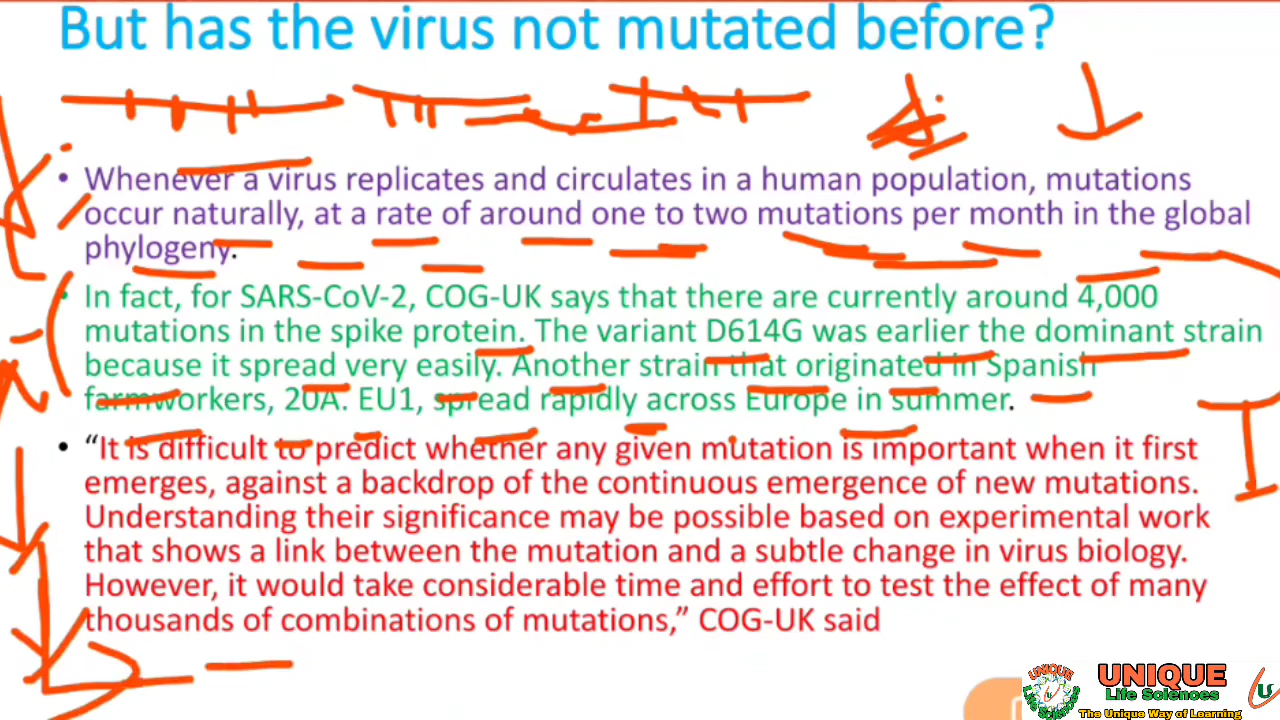 But has the virus not mutated before?
• Whenever a virus replicates and circulates in a human population, mutations
occur naturally, at a rate of around one to two mutations per month in the global
phylogeny.
• In fact, for SARS-CoV-2, COG-UK says that there are currently around 4,000
mutations in the spike protein. The variant D614G was earlier the dominant strain
because it spread very easily. Another strain that originated in Spanish
farmworkers, 20A. EU1, spread rapidly across Europe in summer.
• “It is difficult to predict whether any given mutation is important when it first
emerges, against a backdrop of the continuous emergence of new mutations.
Understanding their significance may be possible based on experimental work
that shows a link between the mutation and a subtle change in virus biology.
However, it would take considerable time and effort to test the effect of many
thousands of combinations of mutations,” COG-UK said
UNIQUE
Life Sciences
UNIQUE
Life Sciences
The Unique Way of Learning